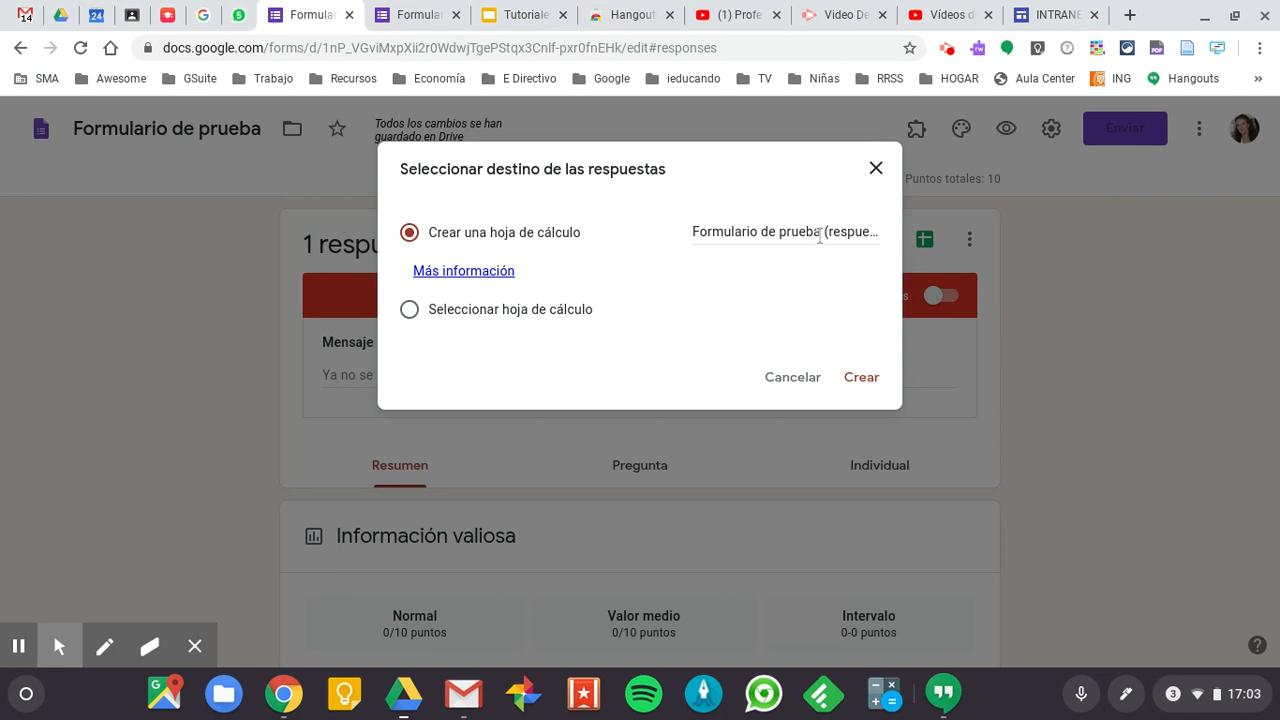 14
24
5
Formular
Formular
Tutoriale
Hangout
(1) Profe
Video De
Vídeos d
INTRANE
docs.google.com/forms/d/1nP_VGviMxpXii2r0WdwjTgePStqx3Cnlf-pxr0fnEHk/edit#responses
SMA
Awesome
GSuite
Trabajo
Recursos
Economía
E Directivo
Google
ieducando
TV
Niñas
RRSS
HOGAR
Aula Center
ING
Hangouts
»
Formulario de prueba
Todos los cambios se han
guardado en Drive
Enviar
Puntos totales: 10
Seleccionar destino de las respuestas
Crear una hoja de cálculo
Formulario de prueba (respue...
Más información
Seleccionar hoja de cálculo
Cancelar
Crear
1 respu
s
Mensaje
Ya no se
Resumen
Pregunta
Individual
Información valiosa
Normal
0/10 puntos
Valor medio
0/10 puntos
Intervalo
0-0 puntos
3
17:03